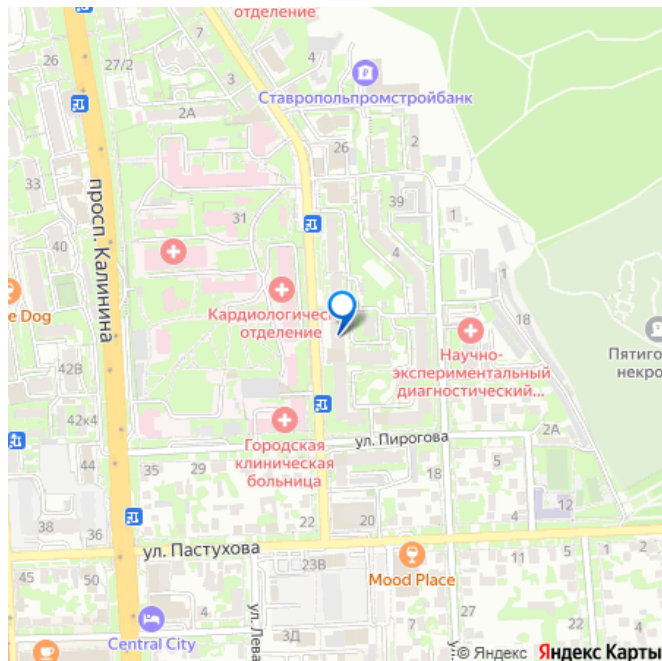 отделение
26
27/2
7
3
4
Ставропольпромстройбанк
2А
26
2
33
просп. Калинина
31
39
1
40
4
1
e Dog
Кардиологическ
отделение
18
42В
Научно-
экспериментальный
диагностический...
Пятиго
некро
42к4
44
35
29
Городская
клиническая
больница
ул. Пирогова
2А
18
12
38
36
22
20
4
ул. Пастухова
45
50
7
23В
Mood Place
11
5
1
2
ул. Лева
4
3Д
Central City
5
4
ул.
© Яндекс Яндекс Карты